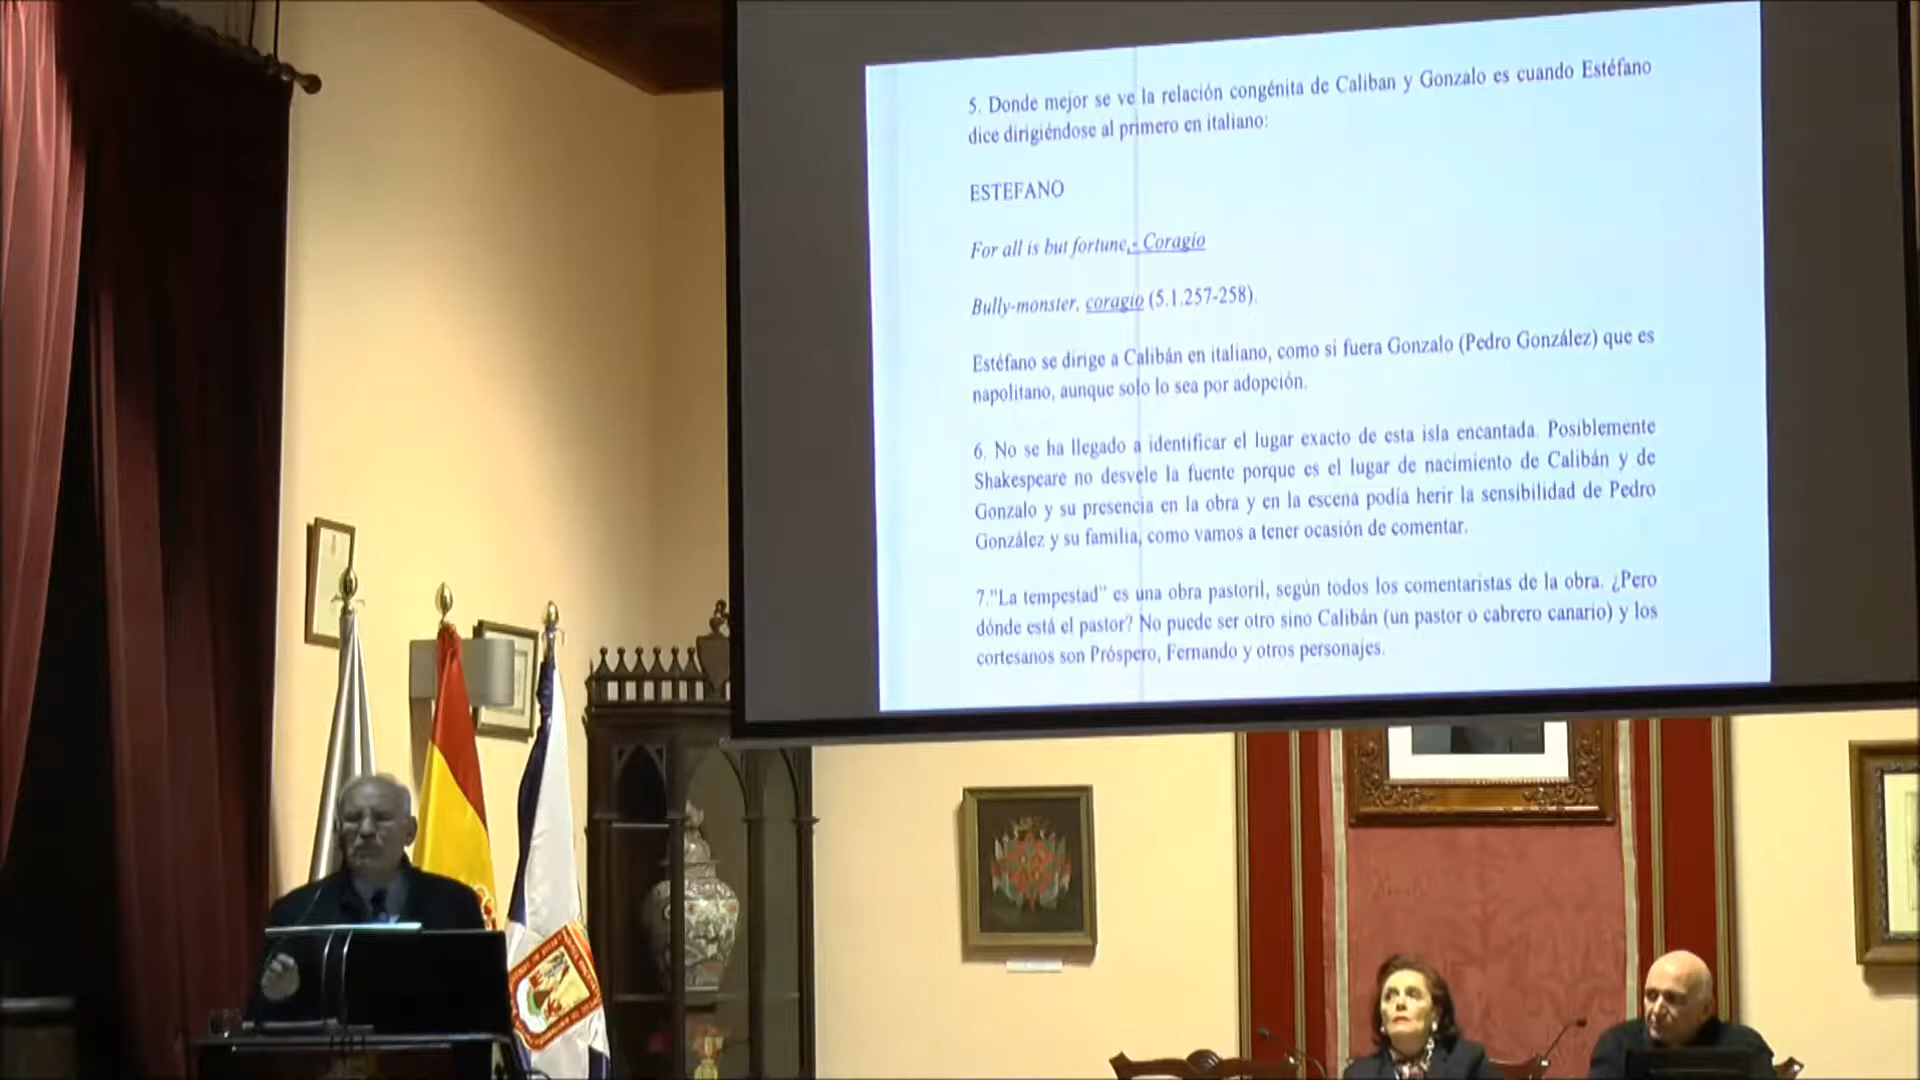 5. Donde mejor se ve la relación congénita de Caliban y Gonzalo es cuando Estéfano
dice dirigiéndose al primero en italiano:
ESTEFANO
For all is but fortune,- Coragio
Bully-monster, coragio (5.1.257-258).
Estéfano se dirige a Calibán en italiano, como si fuera Gonzalo (Pedro González) que es
napolitano, aunque solo lo sea por adopción.
6. No se ha llegado a identificar el lugar exacto de esta isla encantada. Posiblemente
Shakespeare no desvele la fuente porque es el lugar de nacimiento de Calibán y de
Gonzalo y su presencia en la obra y en la escena podía herir la sensibilidad de Pedro
González y su familia, como vamos a tener ocasión de comentar.
7."La tempestad" es una obra pastoril, según todos los comentaristas de la obra. ¿Pero
dónde está el pastor? No puede ser otro sino Calibán (un pastor o cabrero canario) y los
cortesanos son Próspero, Fernando y otros personajes.